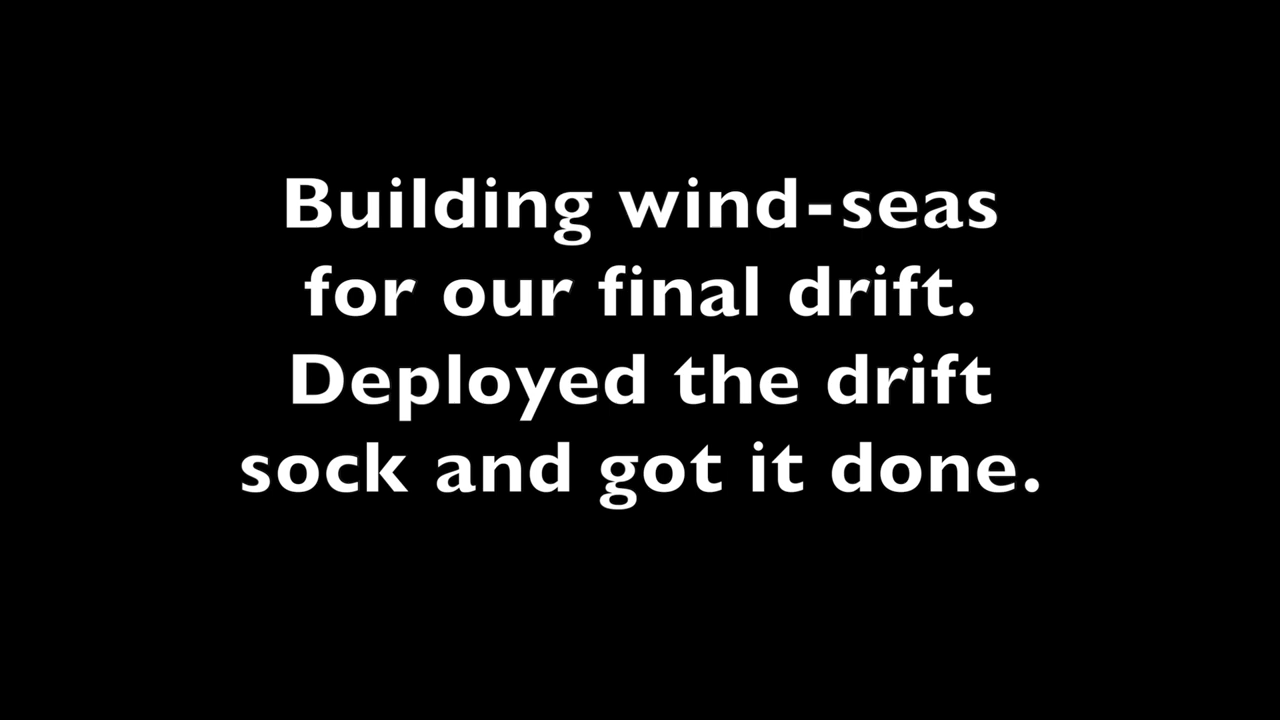 Building wind-seas
for our final drift.
Deployed the drift
sock and got it done.